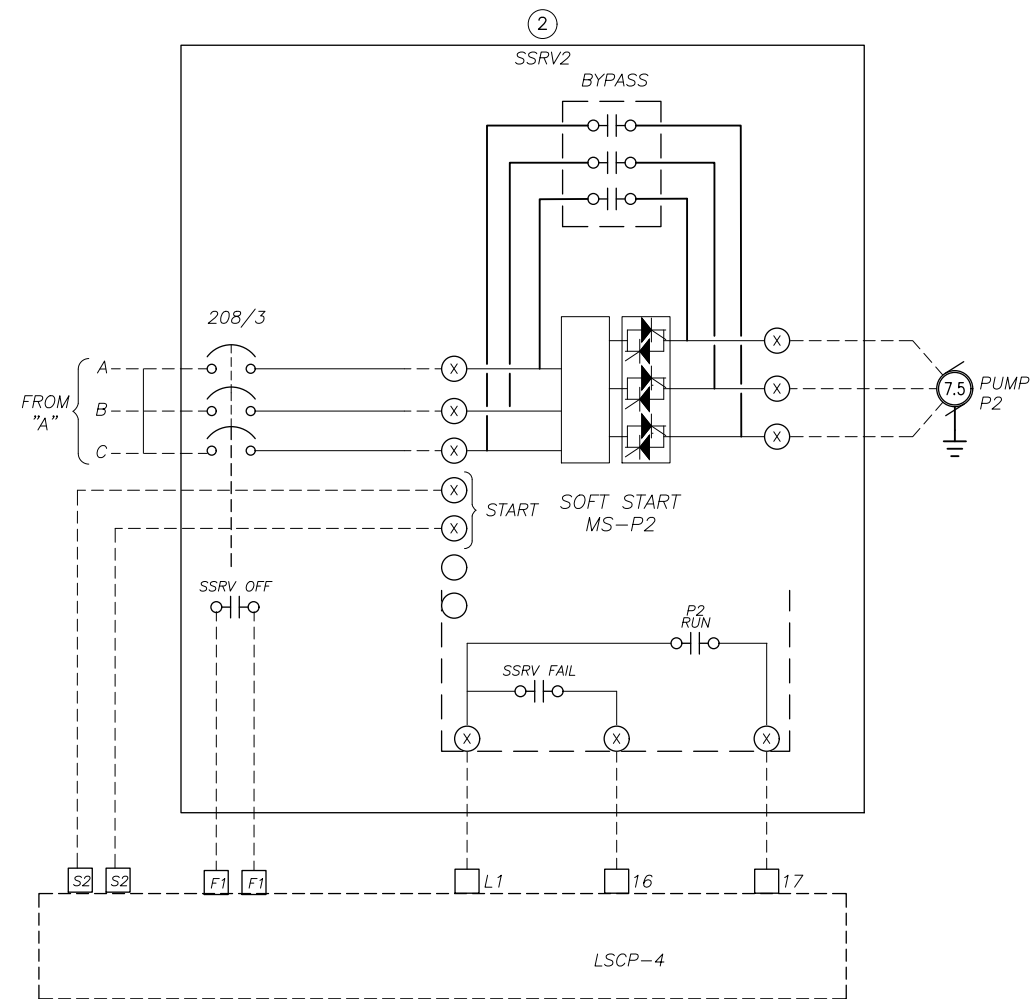 2
SSRV2
BYPASS
208/3
A
B
C
FROM
"A"
X
X
X
X
X
X
X
X
7.5
PUMP
P2
START
SOFT START
MS-P2
SSRV OFF
P2
RUN
SSRV FAIL
X
X
X
S2
S2
F1
F1
L1
16
17
LSCP-4